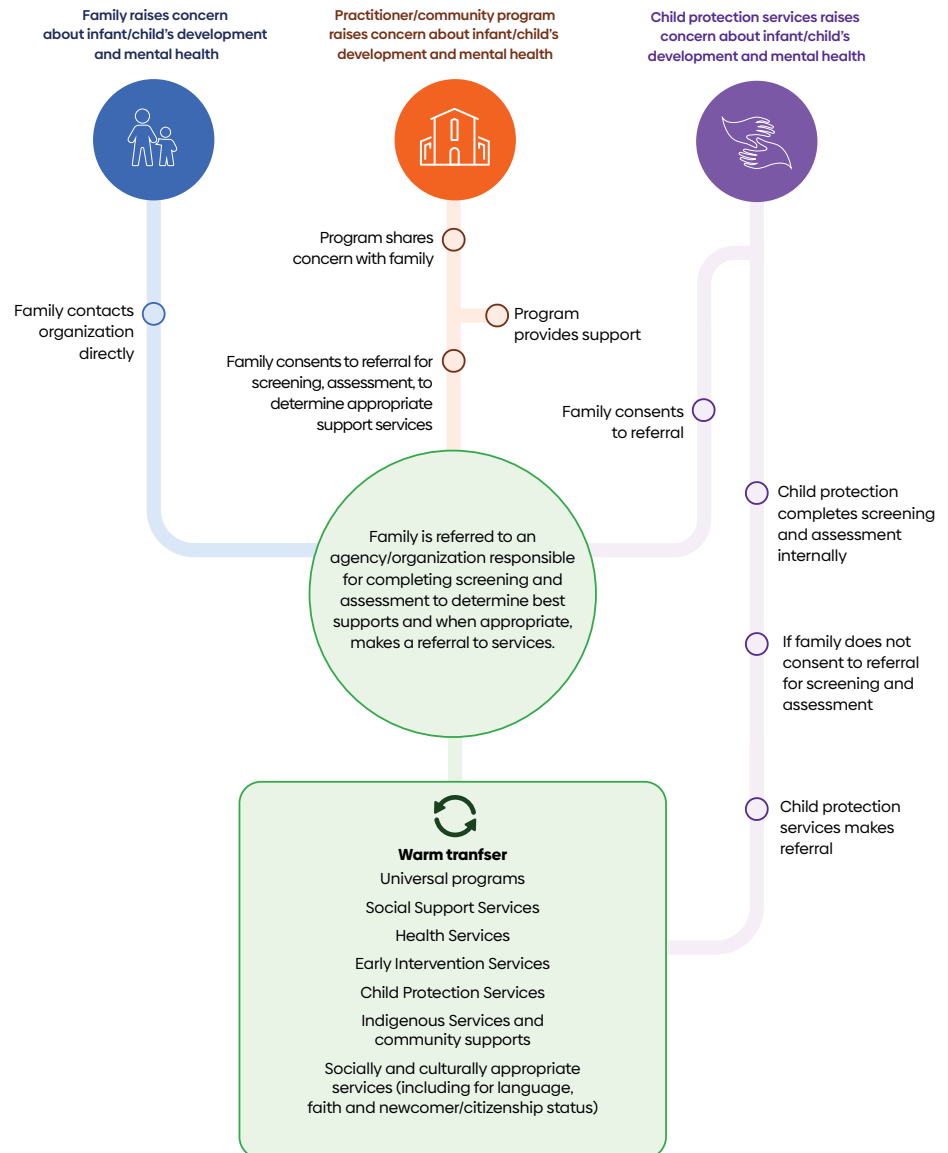 Family raises concern
about infant/child's development
and mental health
Practitioner/community program
raises concern about infant/child's
development and mental health
Child protection services raises
concern about infant/child's
development and mental health
Program shares
concern with family
Family contacts
organization
directly
Program
provides support
Family consents to referral for
screening, assessment, to
determine appropriate
support services
Family consents
to referral
Child protection
completes screening
and assessment
internally
Family is referred to an
agency/organization responsible
for completing screening and
assessment to determine best
supports and when appropriate,
makes a referral to services.
If family does not
consent to referral
for screening and
assessment
Child protection
services makes
referral
Warm tranfser
Universal programs
Social Support Services
Health Services
Early Intervention Services
Child Protection Services
Indigenous Services and
community supports
Socially and culturally appropriate
services (including for language,
faith and newcomer/citizenship status)